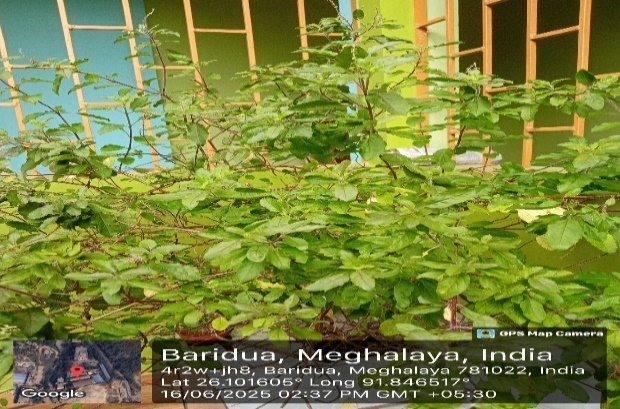 GPS Map Camera
Baridua, Meghalaya, India
4r2w+jh8, Baridua, Meghalaya 781022, India
Lat 26.101605° Long 91.846517°
16/06/2025 02:37 PM GMT +05:30
Google